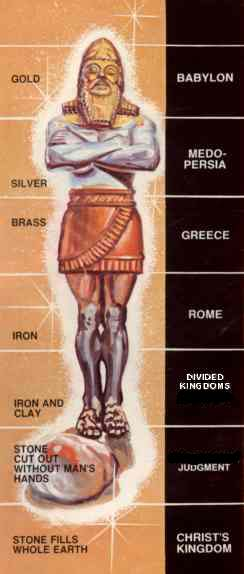 GOLD
BABYLON
MEDO-
PERSIA
SILVER
BRASS
GREECE
ROME
IRON
DIVIDED
KINGDOMS
IRON AND
CLAY
STONE
CUT OUT
WITHOUT MAN'S
HANDS
JUDGMENT
STONE FILLS
WHOLE EARTH
CHRIST'S
KINGDOM